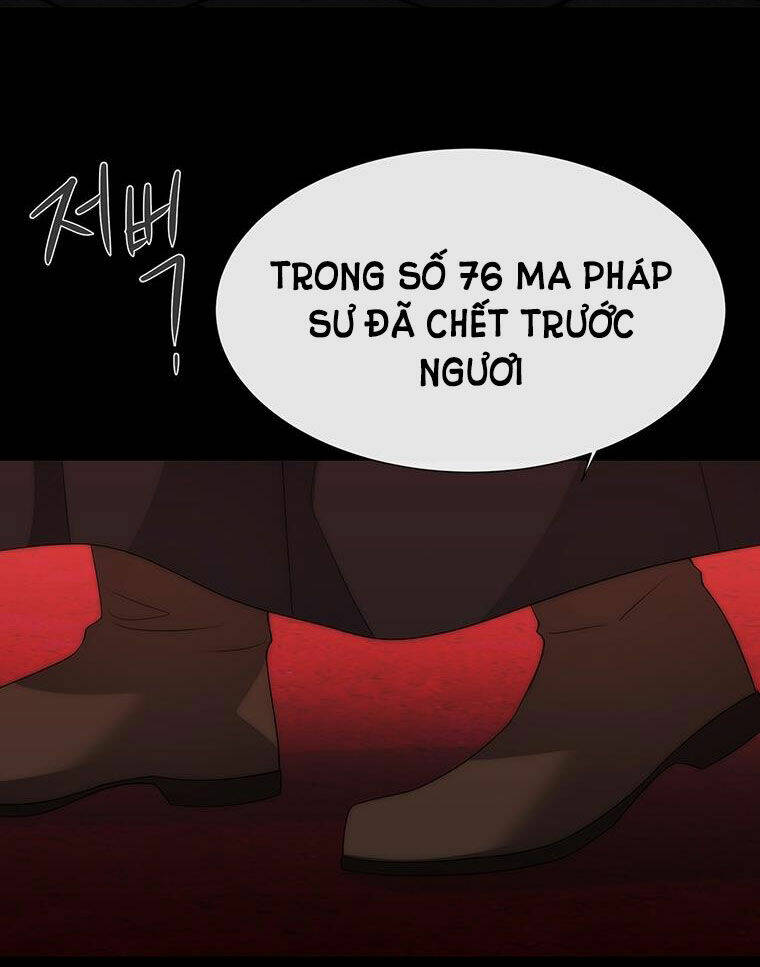 저벅
TRONG SỐ 76 MA PHÁP
SƯ ĐÃ CHẾT TRƯỚC
NGƯƠI